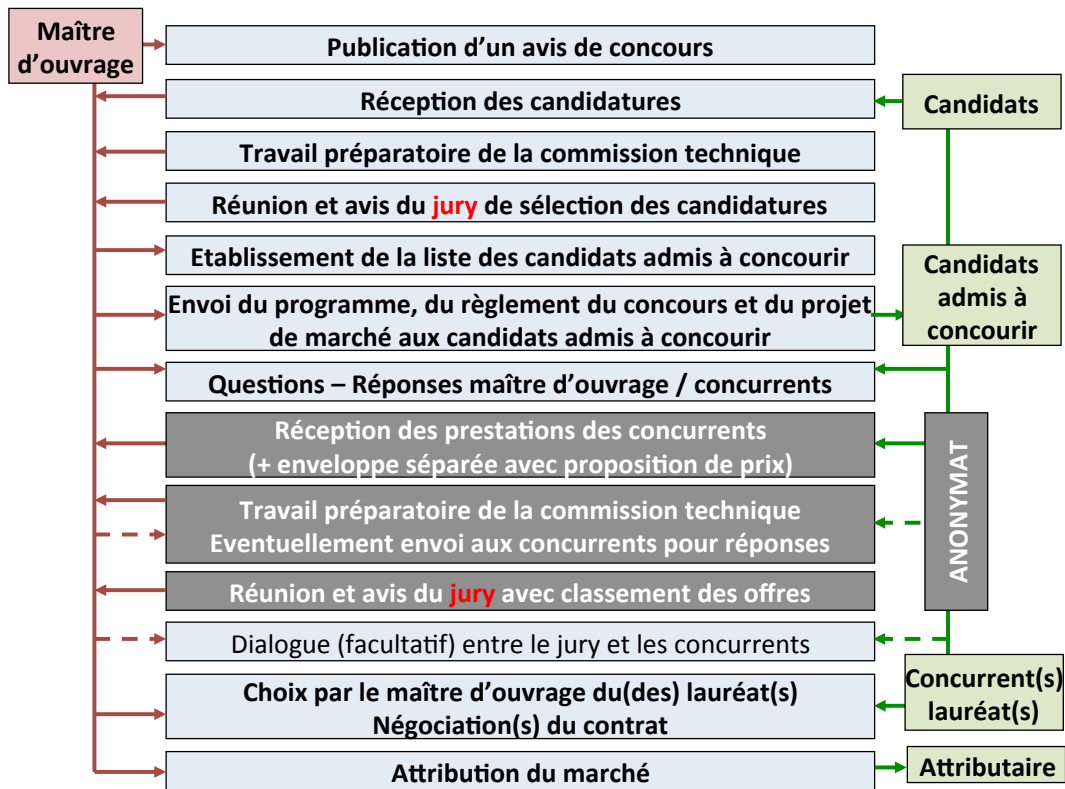 Maître
d'ouvrage
Publication d'un avis de concours
Réception des candidatures
Candidats
Travail préparatoire de la commission technique
Réunion et avis du jury de sélection des candidatures
Etablissement de la liste des candidats admis à concourir
Candidats
admis à
concourir
Envoi du programme, du règlement du concours et du projet
de marché aux candidats admis à concourir
Questions – Réponses maître d'ouvrage / concurrents
Réception des prestations des concurrents
(+ enveloppe séparée avec proposition de prix)
ANONYMAT
Travail préparatoire de la commission technique
Eventuellement envoi aux concurrents pour réponses
Réunion et avis du jury avec classement des offres
Dialogue (facultatif) entre le jury et les concurrents
Concurrent(s)
lauréat(s)
Choix par le maître d'ouvrage du(des) lauréat(s)
Négociation(s) du contrat
Attribution du marché
Attributaire